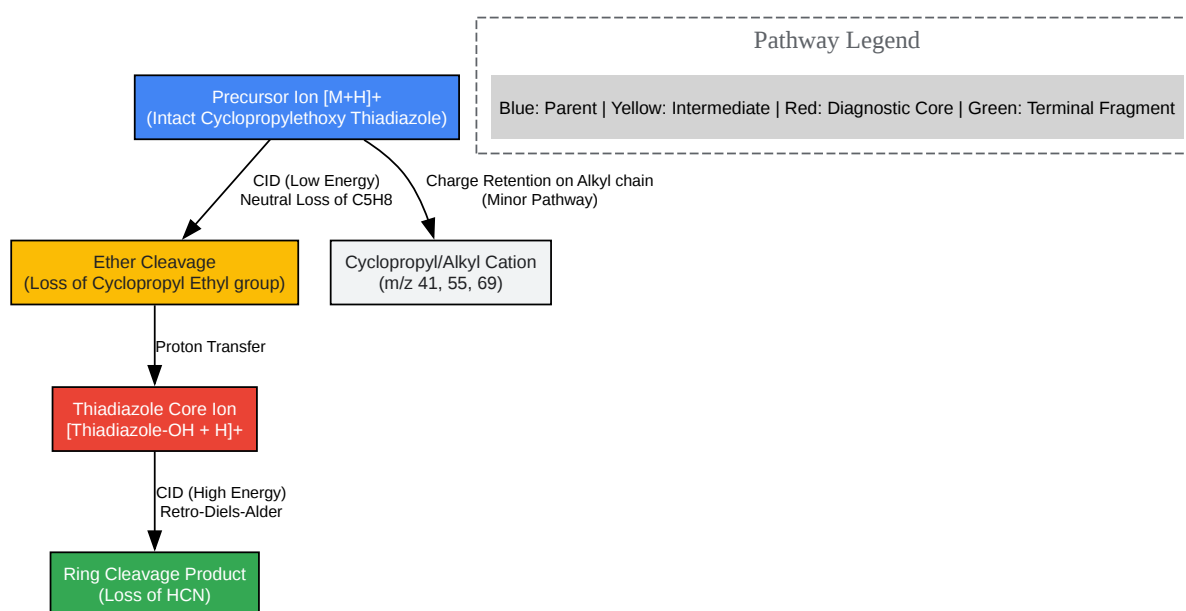 Pathway Legend
Blue: Parent | Yellow: Intermediate | Red: Diagnostic Core | Green: Terminal Fragment
Precursor Ion [M+H]+
(Intact Cyclopropylethoxy Thiadiazole)
CID (Low Energy)
Neutral Loss of C5H8
Charge Retention on Alkyl chain
(Minor Pathway)
Ether Cleavage
(Loss of Cyclopropyl Ethyl group)
Cyclopropyl/Alkyl Cation
(m/z 41, 55, 69)
Proton Transfer
Thiadiazole Core Ion
[Thiadiazole-OH + H]+
CID (High Energy)
Retro-Diels-Alder
Ring Cleavage Product
(Loss of HCN)